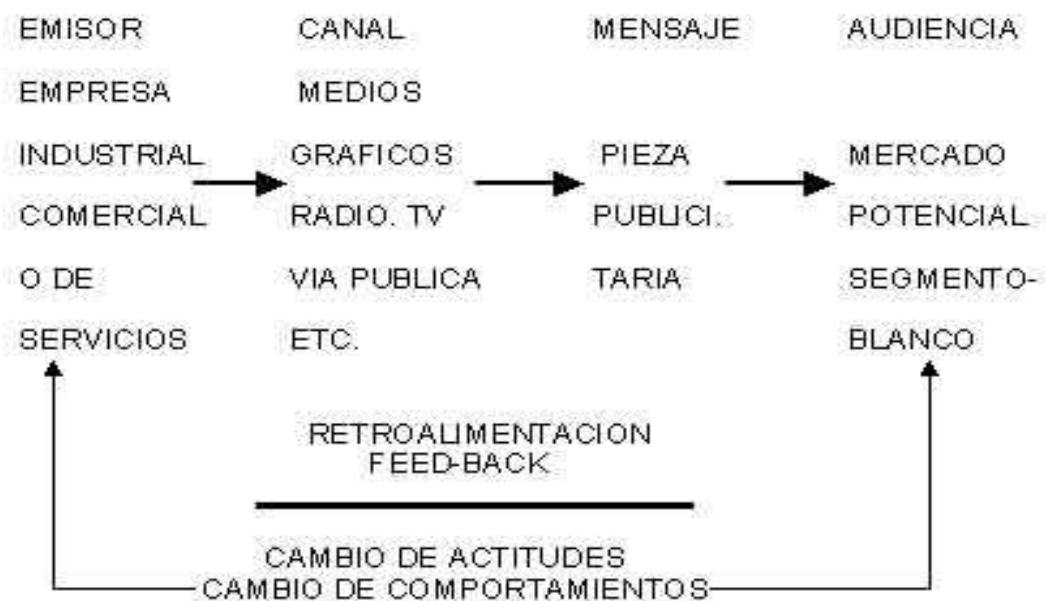 EMISOR CANAL MENSAJE AUDIENCIA
EMPRESA MEDIOS
INDUSTRIAL GRAFICOS PIEZA MERCADO
COMERCIAL RADIO. TV PUBLICI. POTENCIAL
O DE VIA PUBLICA TARIA SEGMENTO-
SERVICIOS ETC. BLANCO
RETROALIMENTACION
FEED-BACK
CAMBIO DE ACTITUDES
CAMBIO DE COMPORTAMIENTOS